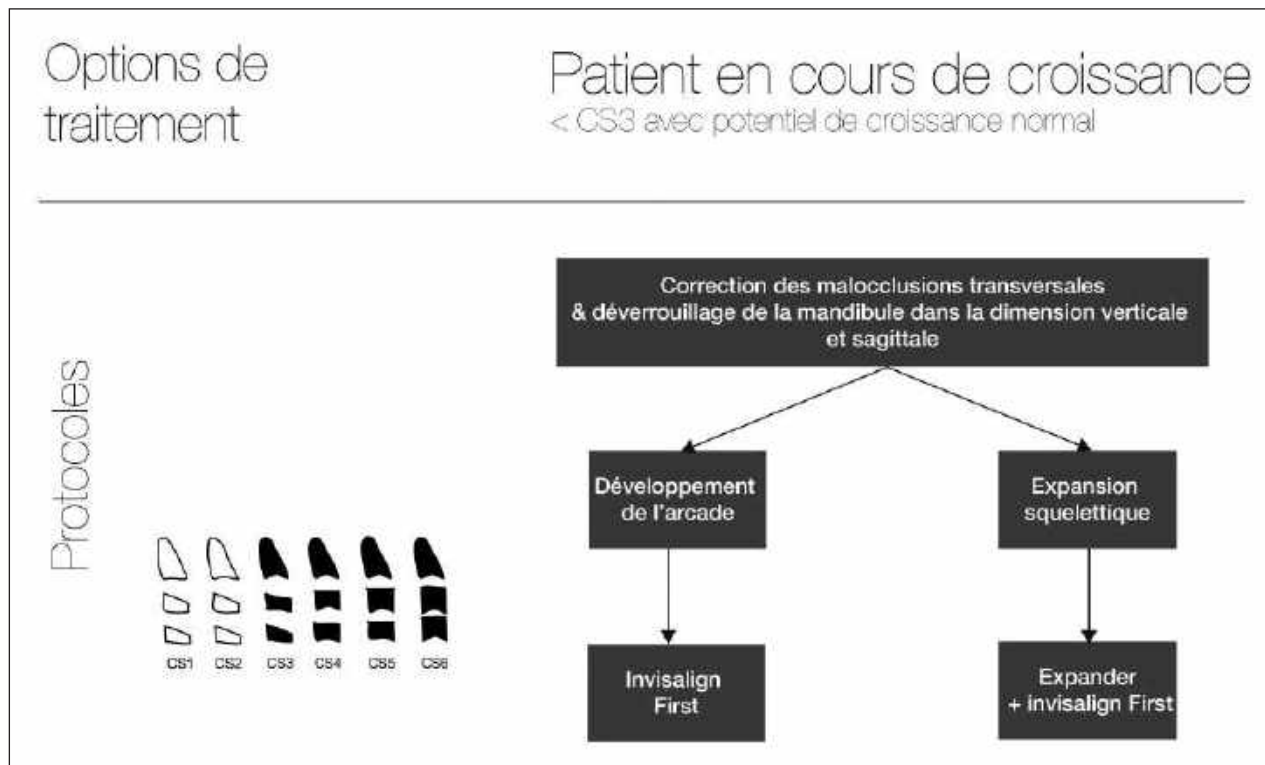 Options de
traitement
Patient en cours de croissance
< CS3 avec potentiel de croissance normal
Protocoles
Correction des malocclusions transversales
& déverrouillage de la mandibule dans la dimension verticale
et sagittale
Développement
de l'arcade
Expansion
squelettique
Invisalign
First
Expander
+ invisalign First
CS1 CS2 CS3 CS4 CS5 CS6